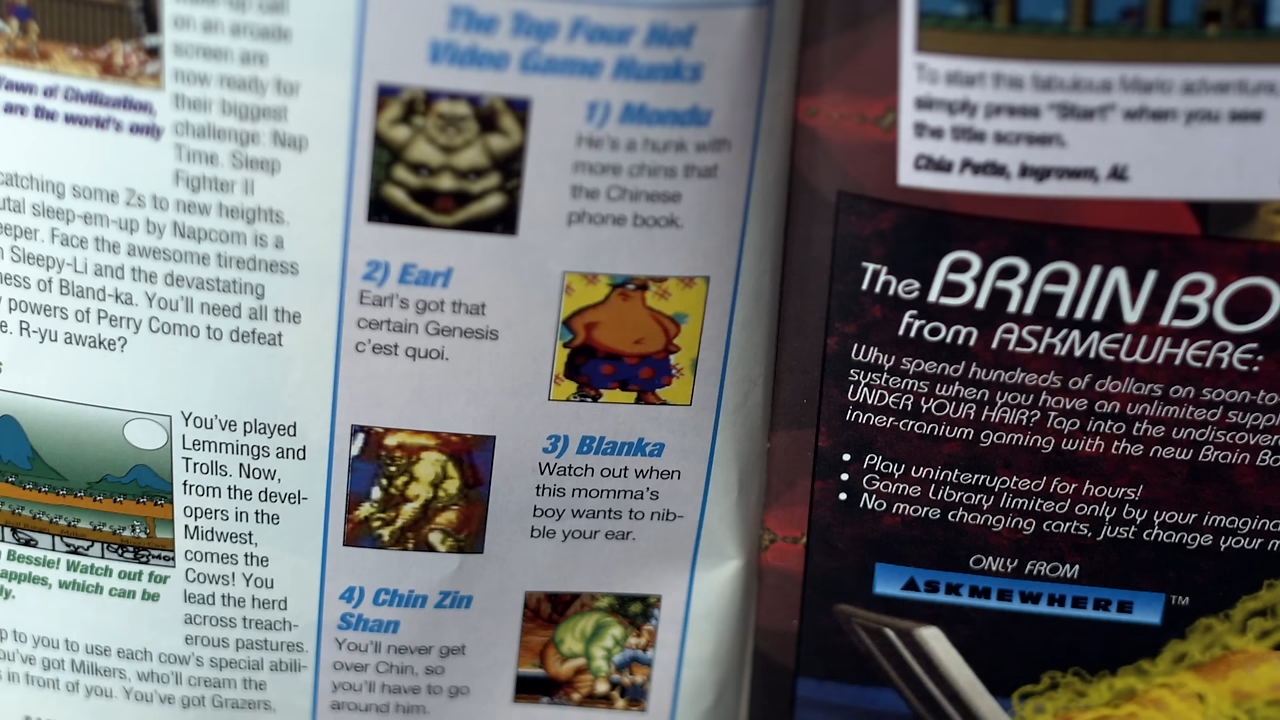 on an arcade
screen are
now ready for
their biggest
challenge: Nap
Time. Sleep
Fighter II
awn of Civilization,
are the world's only
catching some Zs to new heights.
utal sleep-em-up by Napcom is a
eeper. Face the awesome tiredness
Sleepy-Li and the devastating
ness of Bland-ka. You'll need all the
powers of Perry Como to defeat
e. R-yu awake?
You've played
Lemmings and
Trolls. Now,
from the devel-
opers in the
Midwest,
comes the
Cows! You
lead the herd
across treach-
erous pastures.
Bessie! Watch out for
apples, which can be
ly.
p to you to use each cow's special abili-
ou've got Milkers, who'll cream the
in front of you. You've got Grazers,
The Top Four Hot
Video Game Hunks
1) Mondu
He's a hunk with
more chins that
the Chinese
phone book.
2) Earl
Earl's got that
certain Genesis
c'est quoi.
3) Blanka
Watch out when
this momma's
boy wants to nib-
ble your ear.
4) Chin Zin
Shan
You'll never get
over Chin, so
you'll have to go
around him.
To start this fabulous Mario adventure,
simply press "Start" when you see
the title screen.
Chia Pette, Ingrown, AL
The BRAIN BO
from ASKMEWHERE:
Why spend hundreds of dollars on soon-to
systems when you have an unlimited supp
UNDER YOUR HAIR? Tap into the undiscover
inner-cranium gaming with the new Brain Bo
• Play uninterrupted for hours!
• Game Library limited only by your imagina
• No more changing carts, just change your m
ONLY FROM
ASKMEWHERE ™